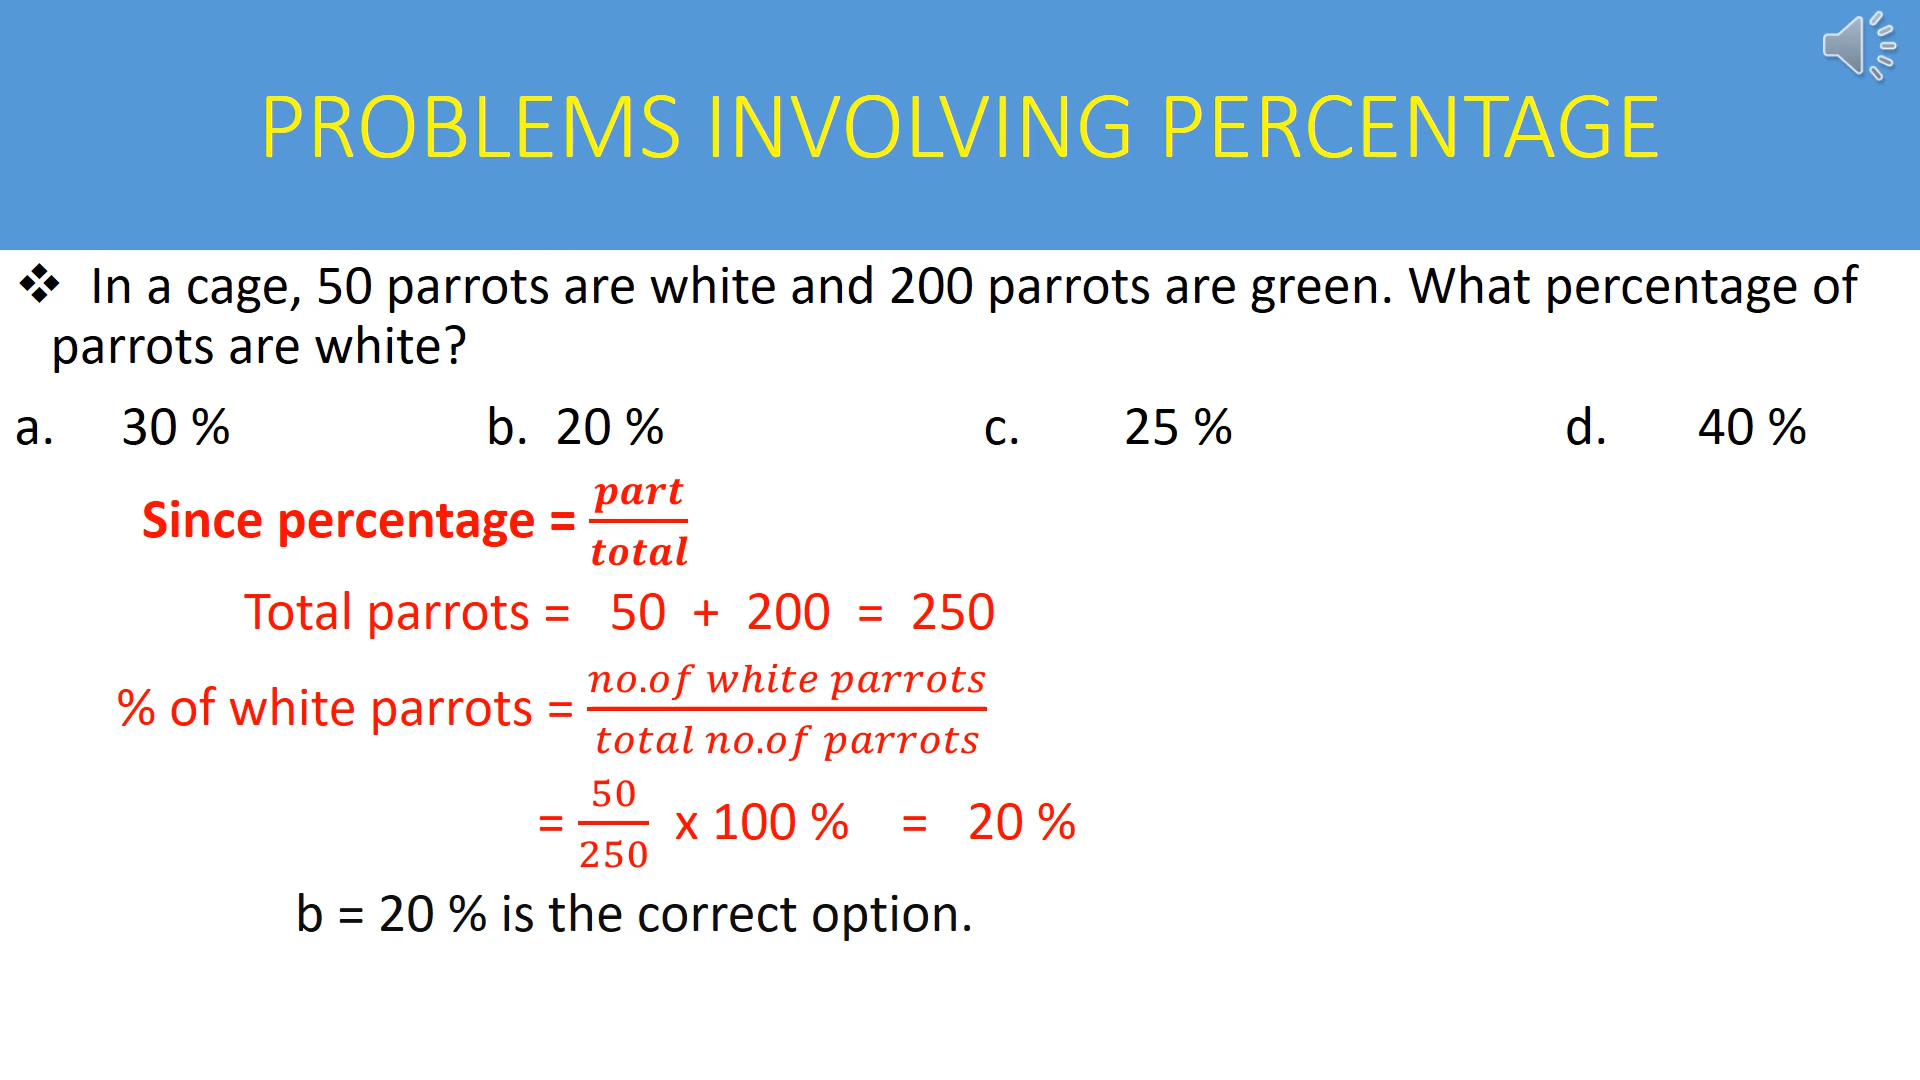 PROBLEMS INVOLVING PERCENTAGE
❖ In a cage, 50 parrots are white and 200 parrots are green. What percentage of
parrots are white?
a. 30 % b. 20 % c. 25 % d. 40 %
Since percentage = part/total
Total parrots = 50 + 200 = 250
% of white parrots = no.of white parrots/total no.of parrots
= 50/250 x 100 % = 20 %
b = 20 % is the correct option.